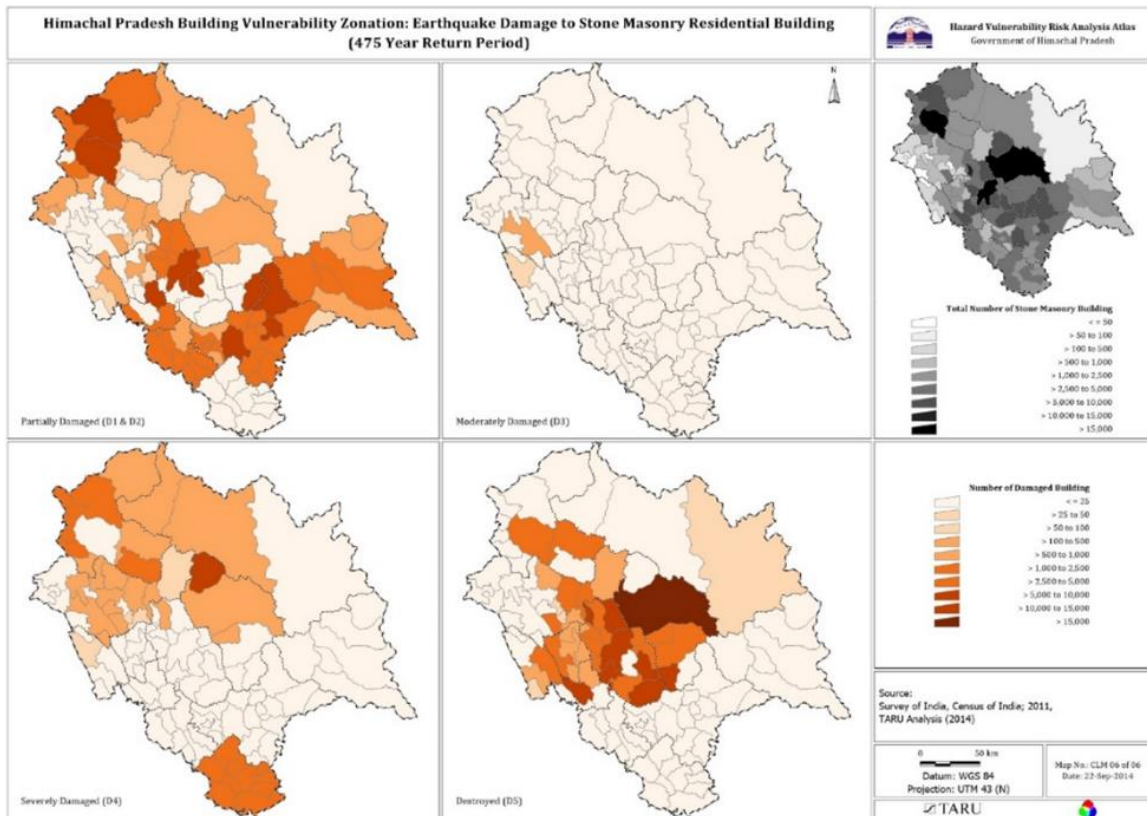 Himachal Pradesh Building Vulnerability Zonation: Earthquake Damage to Stone Masonry Residential Building
(475 Year Return Period)
Hazard Vulnerability Risk Analysis Atlas
Government of Himachal Pradesh
N
Partially Damaged (D1 & D2)
Moderately Damaged (D3)
Total Number of Stone Masonry Building
< = 50
> 50 to 100
> 100 to 500
> 500 to 1,000
> 1,000 to 2,500
> 2,500 to 5,000
> 5,000 to 10,000
> 10,000 to 15,000
> 15,000
Severely Damaged (D4)
Destroyed (D5)
Number of Damaged Building
< = 25
> 25 to 50
> 50 to 100
> 100 to 500
> 500 to 1,000
> 1,000 to 2,500
> 2,500 to 5,000
> 5,000 to 10,000
> 10,000 to 15,000
> 15,000
Source:
Survey of India, Census of India; 2011,
TARU Analysis (2014)
0 50 km
Datum: WGS 84
Projection: UTM 43 (N)
Map No.: CLM 06 of 06
Date: 22-Sep-2014
TARU